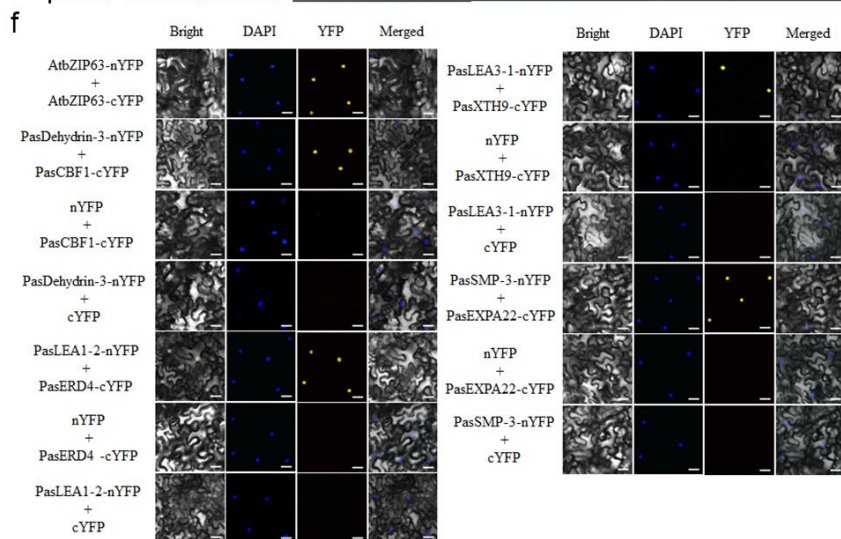 f
Bright DAPI YFP Merged
AtbZIP63-nYFP
+
AtbZIP63-cYFP
PasDehydrin-3-nYFP
+
PasCBF1-cYFP
nYFP
+
PasCBF1-cYFP
PasDehydrin-3-nYFP
+
cYFP
PasLEA1-2-nYFP
+
PasERD4-cYFP
nYFP
+
PasERD4 -cYFP
PasLEA1-2-nYFP
+
cYFP
Bright DAPI YFP Merged
PasLEA3-1-nYFP
+
PasXTH9-cYFP
nYFP
+
PasXTH9-cYFP
PasLEA3-1-nYFP
+
cYFP
PasSMP-3-nYFP
+
PasEXPA22-cYFP
nYFP
+
PasEXPA22-cYFP
PasSMP-3-nYFP
+
cYFP